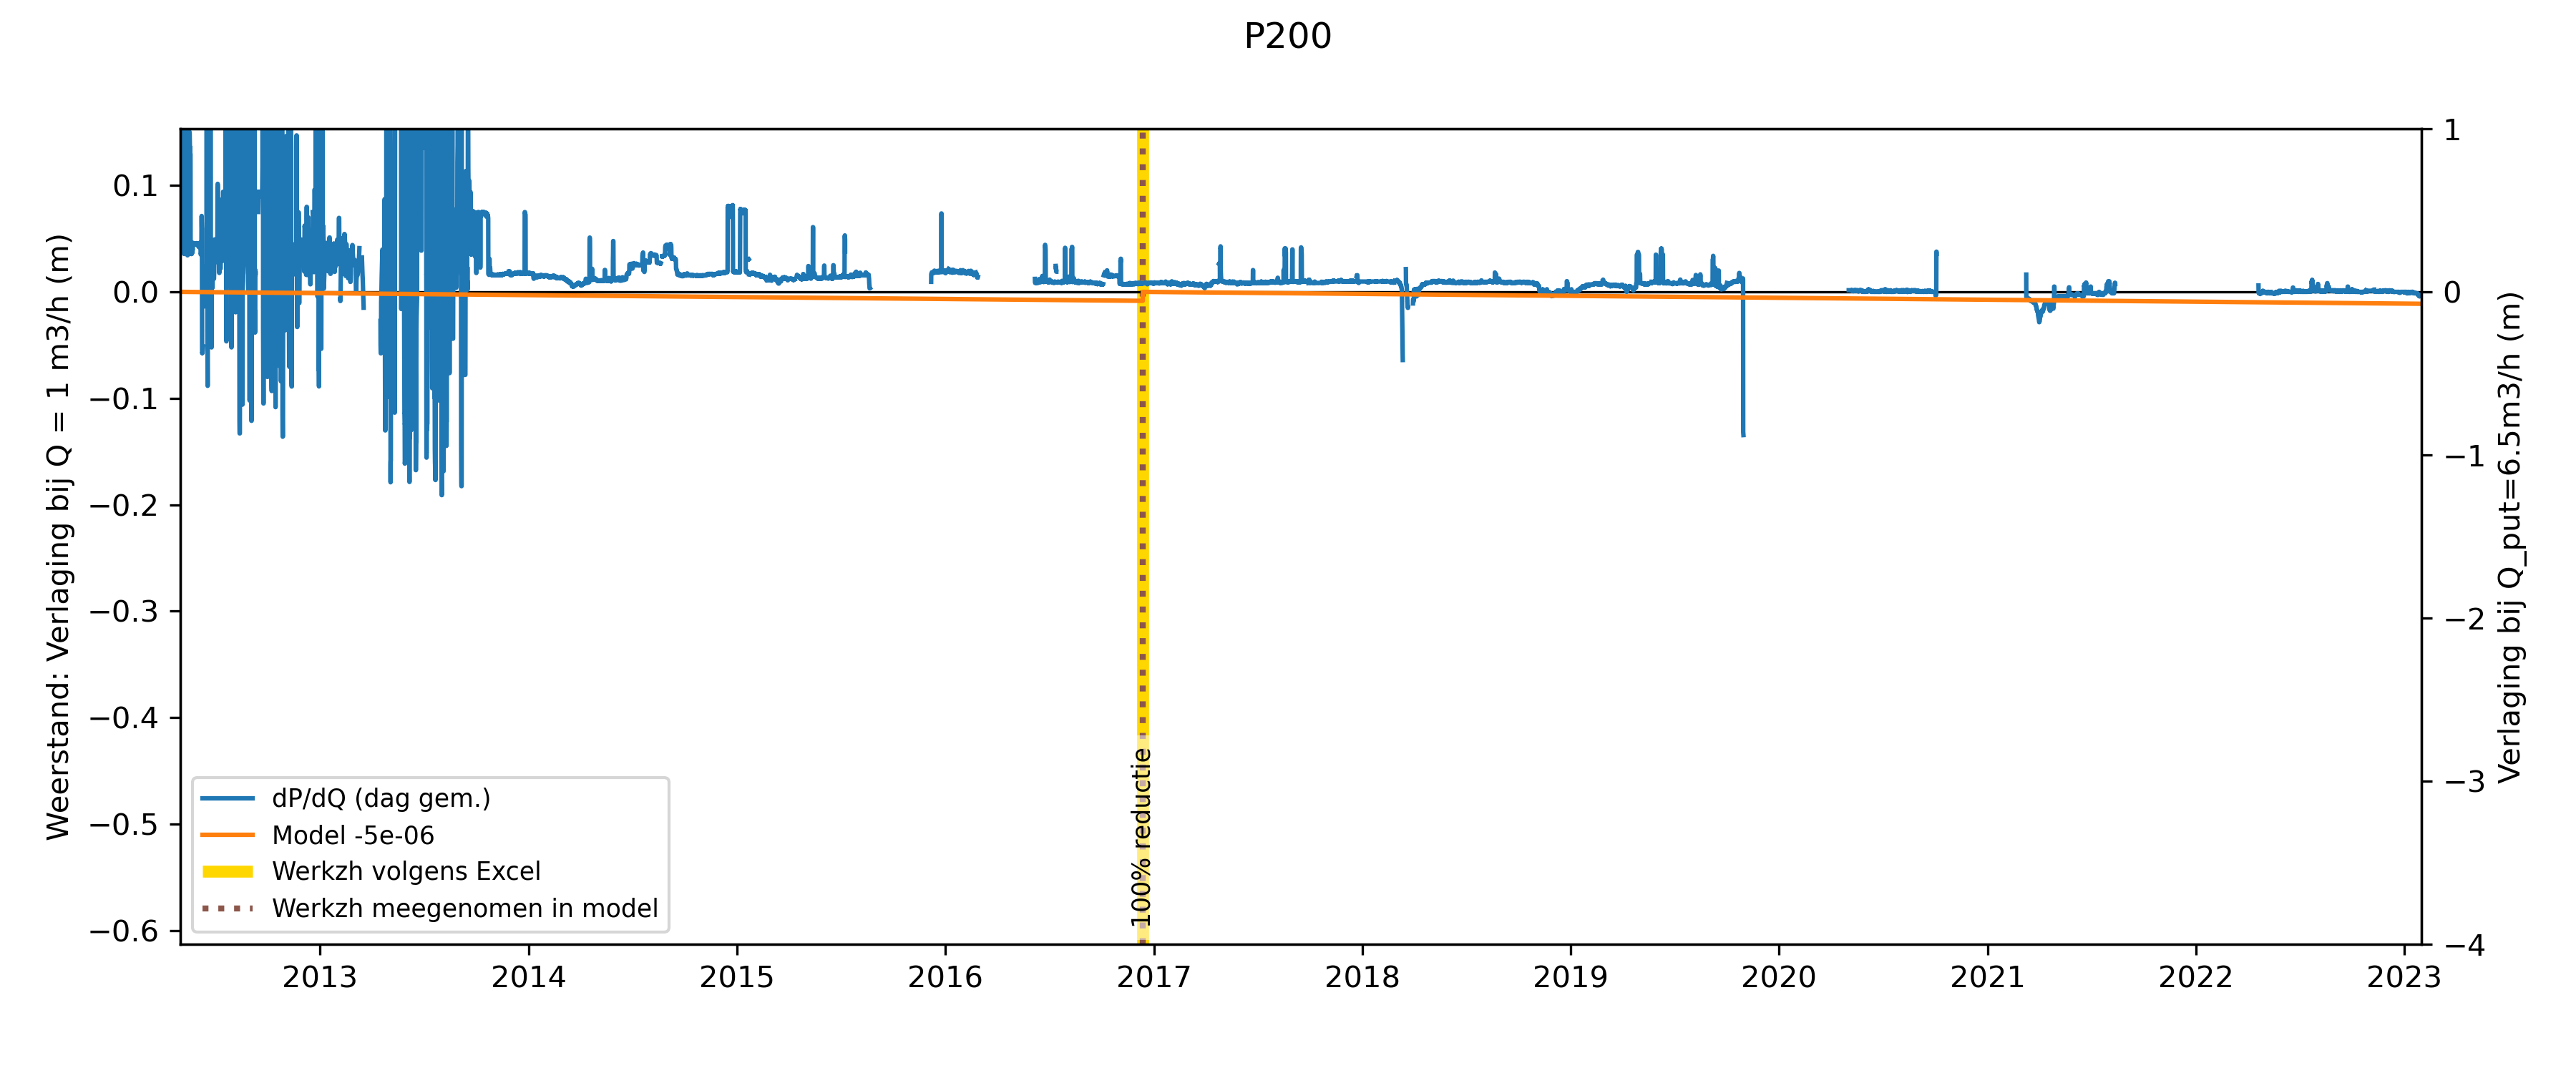 P200
Weerstand: Verlaging bij Q = 1 m3/h (m)
0.1
0.0
−0.1
−0.2
−0.3
−0.4
−0.5
−0.6
1
0
−1
−2
−3
−4
Verlaging bij Q_put=6.5m3/h (m)
100% reductie
dP/dQ (dag gem.)
Model -5e-06
Werkzh volgens Excel
Werkzh meegenomen in model
2013 2014 2015 2016 2017 2018 2019 2020 2021 2022 2023